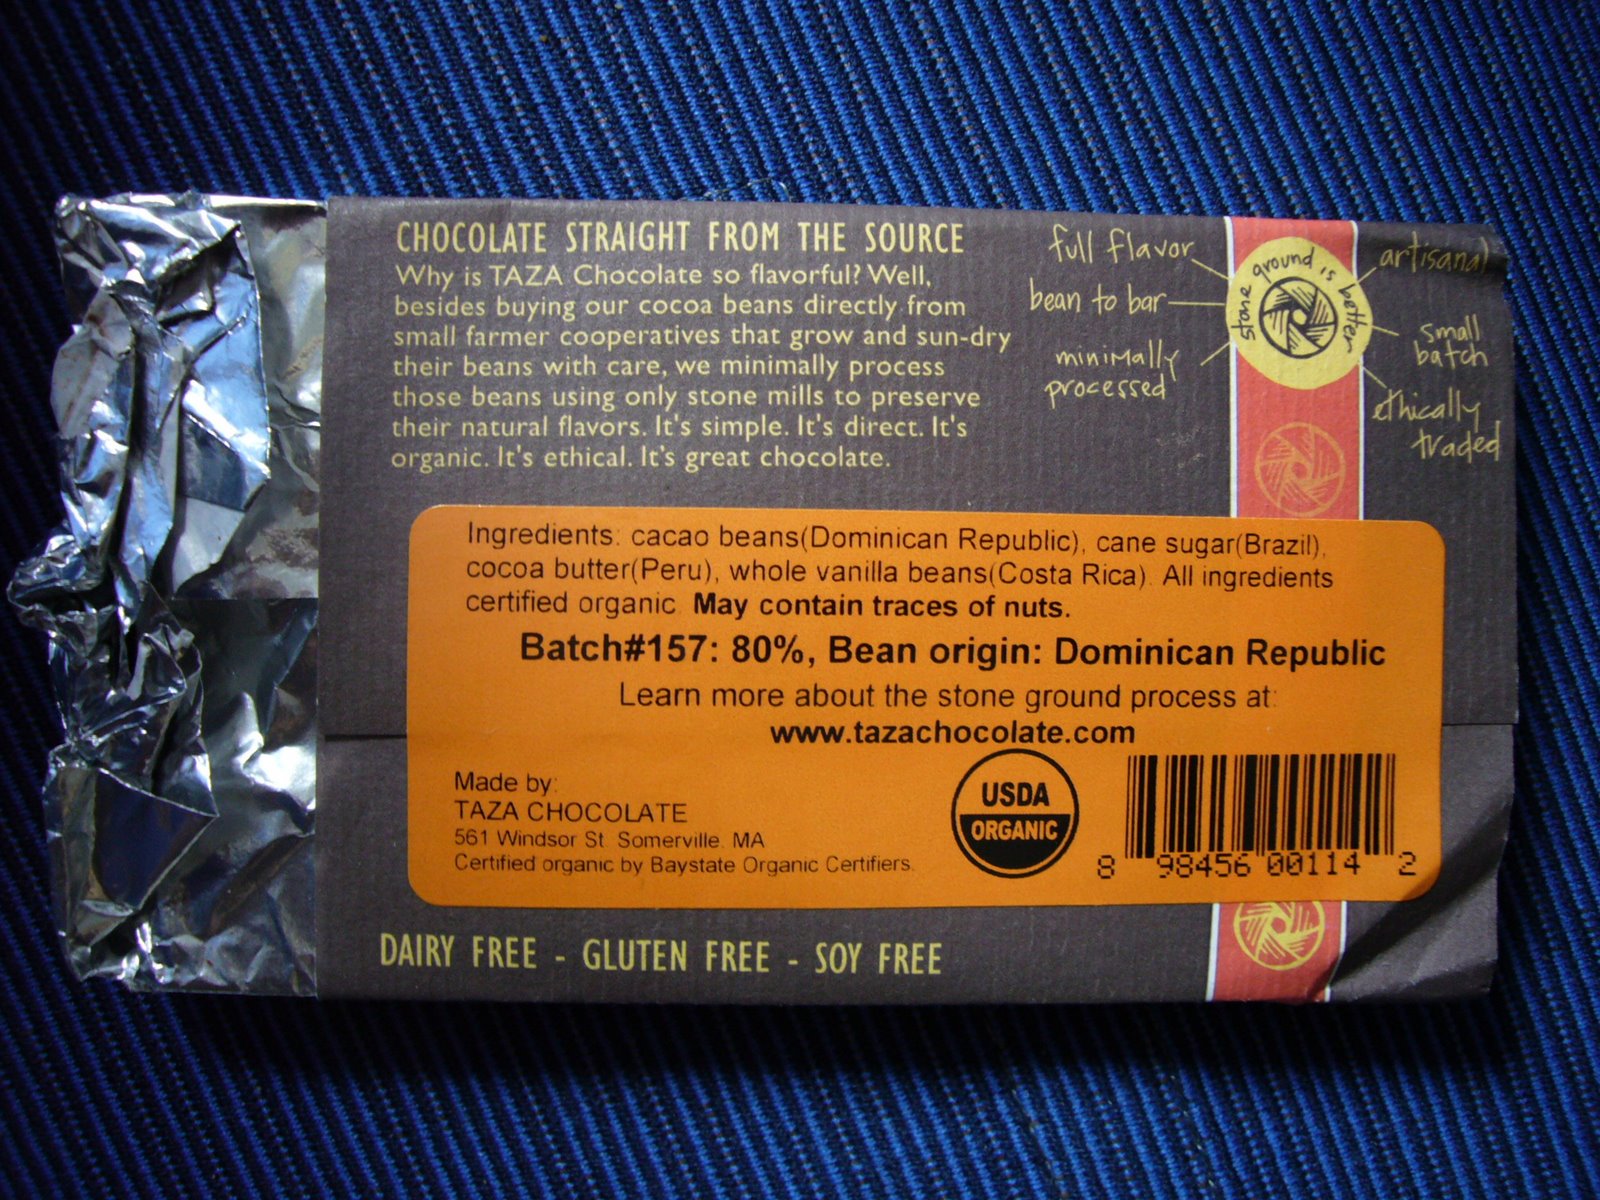 CHOCOLATE STRAIGHT FROM THE SOURCE
Why is TAZA Chocolate so flavorful? Well,
besides buying our cocoa beans directly from
small farmer cooperatives that grow and sun-dry
their beans with care, we minimally process
those beans using only stone mills to preserve
their natural flavors. It's simple. It's direct. It's
organic. It's ethical. It's great chocolate.
full flavor
bean to bar
minimally
processed
stone ground is better
artisanal
small
batch
ethically
traded
Ingredients: cacao beans(Dominican Republic), cane sugar(Brazil),
cocoa butter(Peru), whole vanilla beans(Costa Rica). All ingredients
certified organic. May contain traces of nuts.
Batch#157: 80%, Bean origin: Dominican Republic
Learn more about the stone ground process at:
www.tazachocolate.com
Made by:
TAZA CHOCOLATE
561 Windsor St. Somerville, MA
Certified organic by Baystate Organic Certifiers.
USDA
ORGANIC
8 98456 00114 2
DAIRY FREE - GLUTEN FREE - SOY FREE